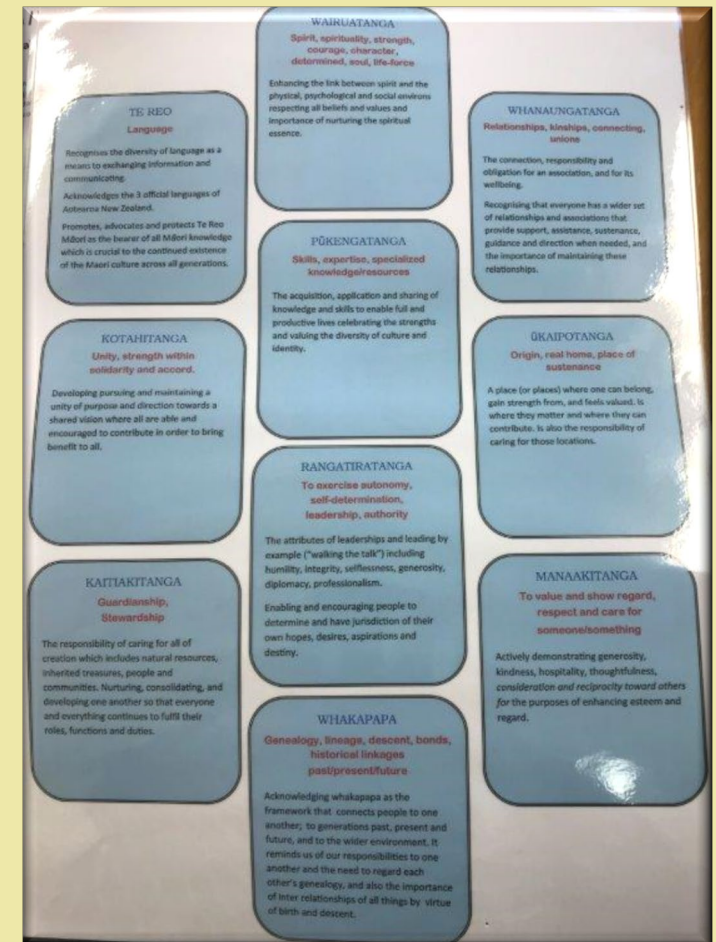 TE REO
Language
Recognises the diversity of language as a
means to exchanging information and
communicating.
Acknowledges the 3 official languages of
Aotearoa New Zealand.
Promotes, advocates and protects Te Reo
Māori as the bearer of all Māori knowledge
which is crucial to the continued existence
of the Maori culture across all generations.
KOTAHITANGA
Unity, strength within
solidarity and accord.
Developing pursuing and maintaining a
unity of purpose and direction towards a
shared vision where all are able and
encouraged to contribute in order to bring
benefit to all.
KAITIAKITANGA
Guardianship,
Stewardship
The responsibility of caring for all of
creation which includes natural resources,
inherited treasures, people and
communities. Nurturing, consolidating, and
developing one another so that everyone
and everything continues to fulfil their
roles, functions and duties.
WAIRUATANGA
Spirit, spirituality, strength,
courage, character,
determined, soul, life-force
Enhancing the link between spirit and the
physical, psychological and social environs
respecting all beliefs and values and
importance of nurturing the spiritual
essence.
PŪKENGATANGA
Skills, expertise, specialized
knowledge/resources
The acquisition, application and sharing of
knowledge and skills to enable full and
productive lives celebrating the strengths
and valuing the diversity of culture and
identity.
RANGATIRATANGA
To exercise autonomy,
self-determination,
leadership, authority
The attributes of leaderships and leading by
example ("walking the talk") including
humility, integrity, selflessness, generosity,
diplomacy, professionalism.
Enabling and encouraging people to
determine and have jurisdiction of their
own hopes, desires, aspirations and
destiny.
WHAKAPAPA
Genealogy, lineage, descent, bonds,
historical linkages
past/present/future
Acknowledging whakapapa as the
framework that connects people to one
another; to generations past, present and
future, and to the wider environment. It
reminds us of our responsibilities to one
another and the need to regard each
other's genealogy, and also the importance
of inter relationships of all things by virtue
of birth and descent.
WHANAUNGATANGA
Relationships, kinships, connecting,
unions
The connection, responsibility and
obligation for an association, and for its
wellbeing.
Recognising that everyone has a wider set
of relationships and associations that
provide support, assistance, sustenance,
guidance and direction when needed, and
the importance of maintaining these
relationships.
ŪKAIPOTANGA
Origin, real home, place of
sustenance
A place (or places) where one can belong,
gain strength from, and feels valued. Is
where they matter and where they can
contribute. Is also the responsibility of
caring for those locations.
MANAAKITANGA
To value and show regard,
respect and care for
someone/something
Actively demonstrating generosity,
kindness, hospitality, thoughtfulness,
consideration and reciprocity toward others
for the purposes of enhancing esteem and
regard.